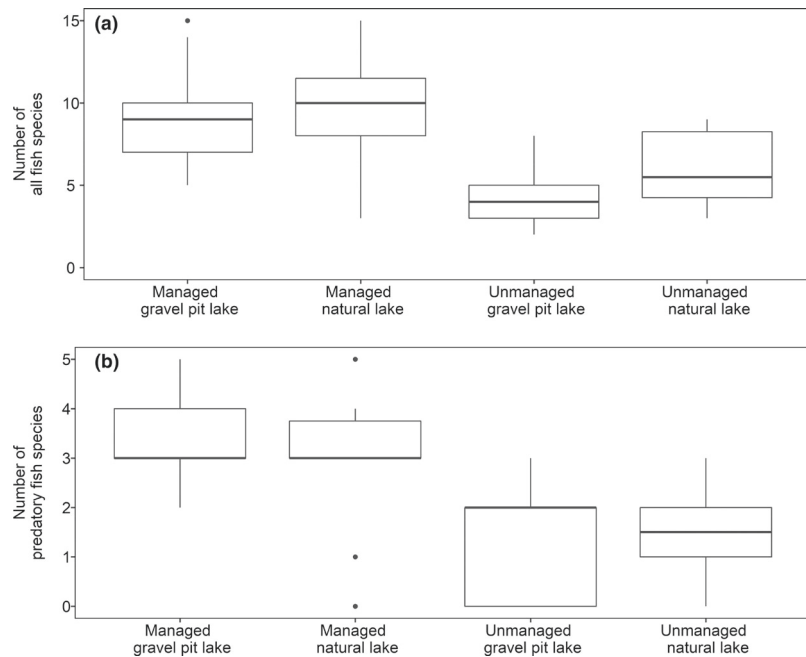 (a)
Number of
all fish species
15
10
5
0
Managed
gravel pit lake
Managed
natural lake
Unmanaged
gravel pit lake
Unmanaged
natural lake
(b)
Number of
predatory fish species
5
4
3
2
1
0
Managed
gravel pit lake
Managed
natural lake
Unmanaged
gravel pit lake
Unmanaged
natural lake